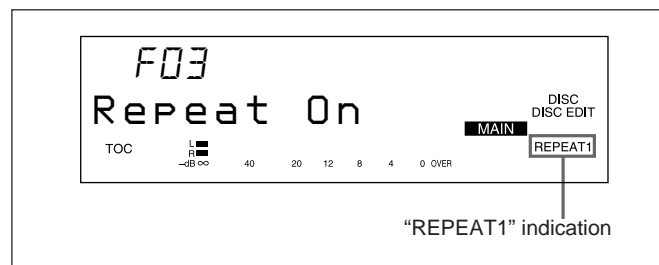 F03
Repeat On
DISC
DISC EDIT
MAIN
TOC
L
R
REPEAT1
–dB ∞ 40 20 12 8 4 0 OVER
“REPEAT1” indication